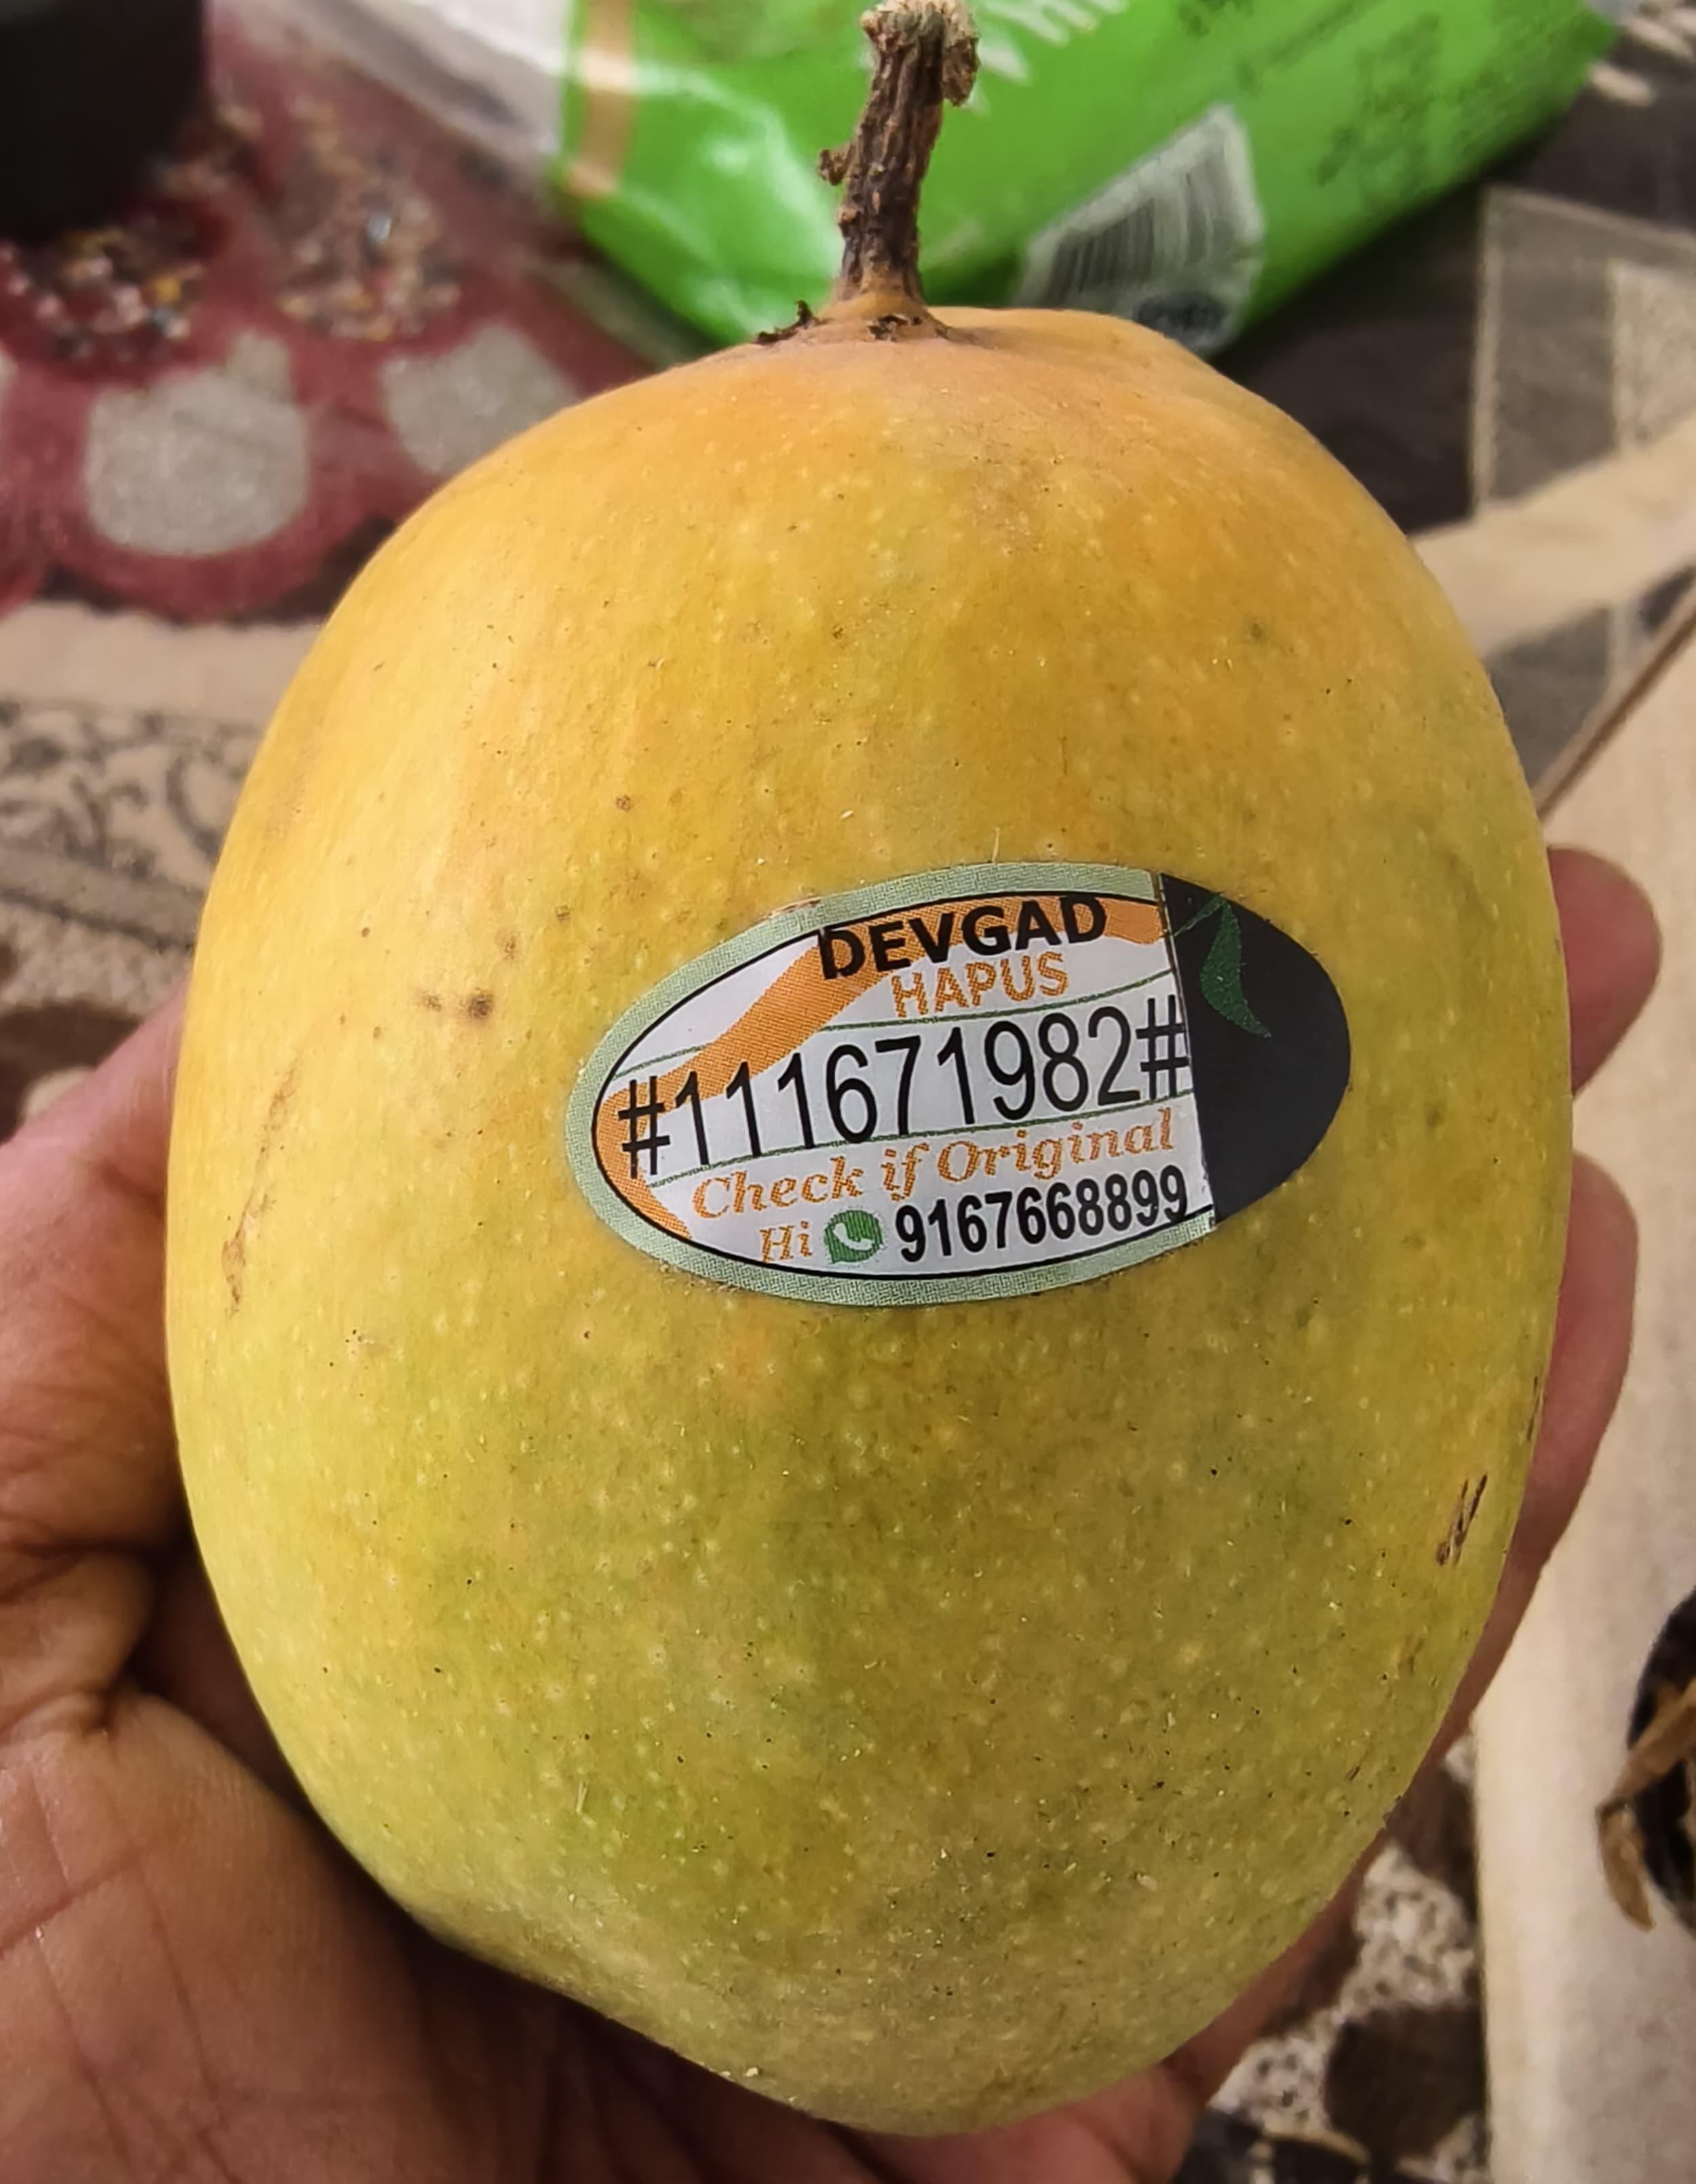 DEVGAD
HAPUS
#111671982#
Check if Original
Hi 9167668899